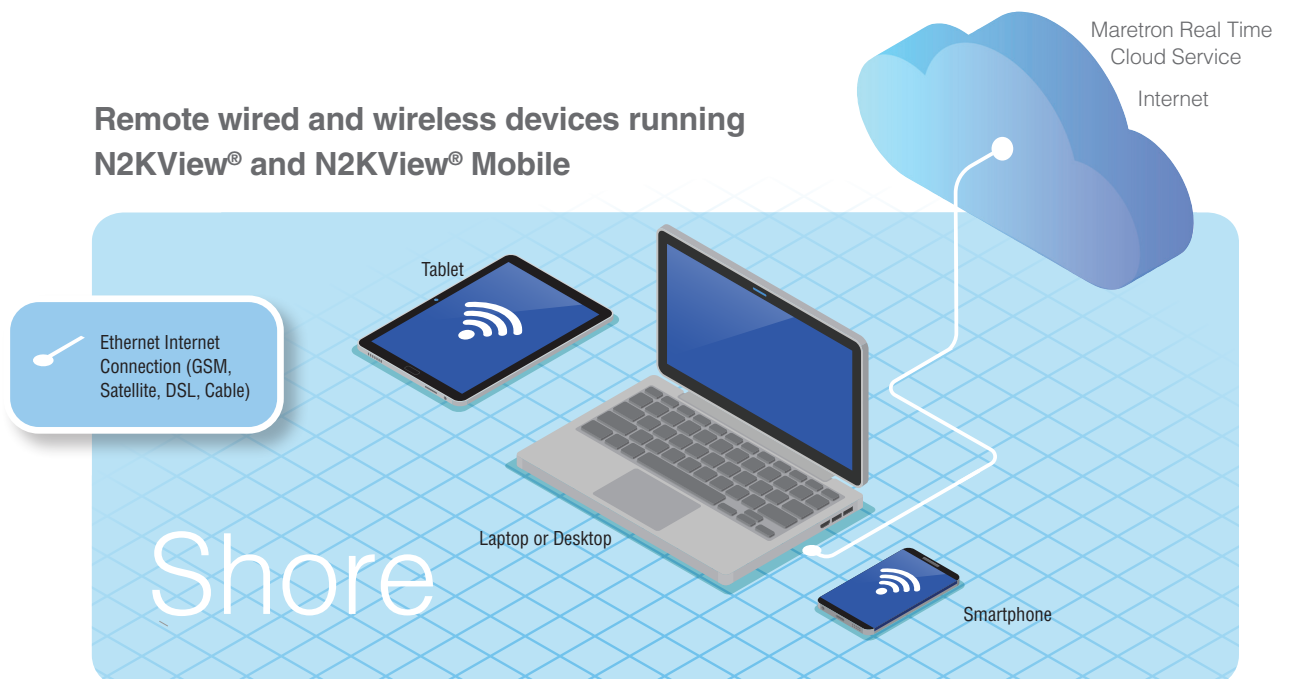 Maretron Real Time
Cloud Service
Internet
Remote wired and wireless devices running
N2KView® and N2KView® Mobile
Tablet
Ethernet Internet
Connection (GSM,
Satellite, DSL, Cable)
Laptop or Desktop
Shore
Smartphone